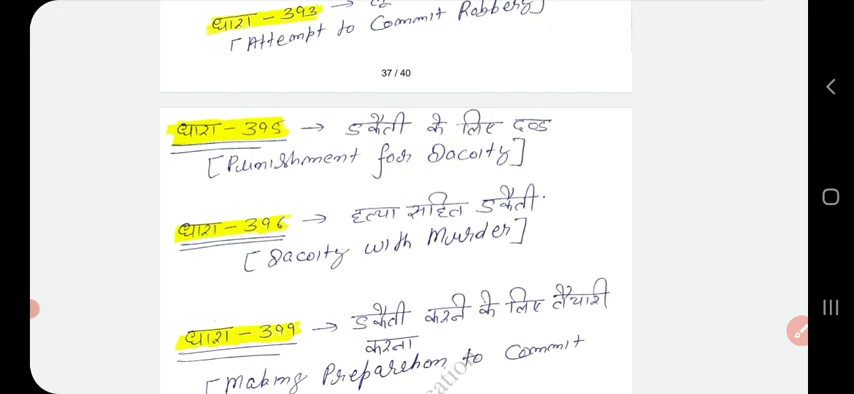 धारा - 393 →
[Attempt to Commit Robbery]
37 / 40
धारा - 395 → डकैती के लिए दण्ड
[Punishment for Dacoity]
धारा - 396 → हत्या सहित डकैती.
[Dacoity with Murder]
धारा - 399 → डकैती करने के लिए तैयारी
करना
[Making Preparation to Commit